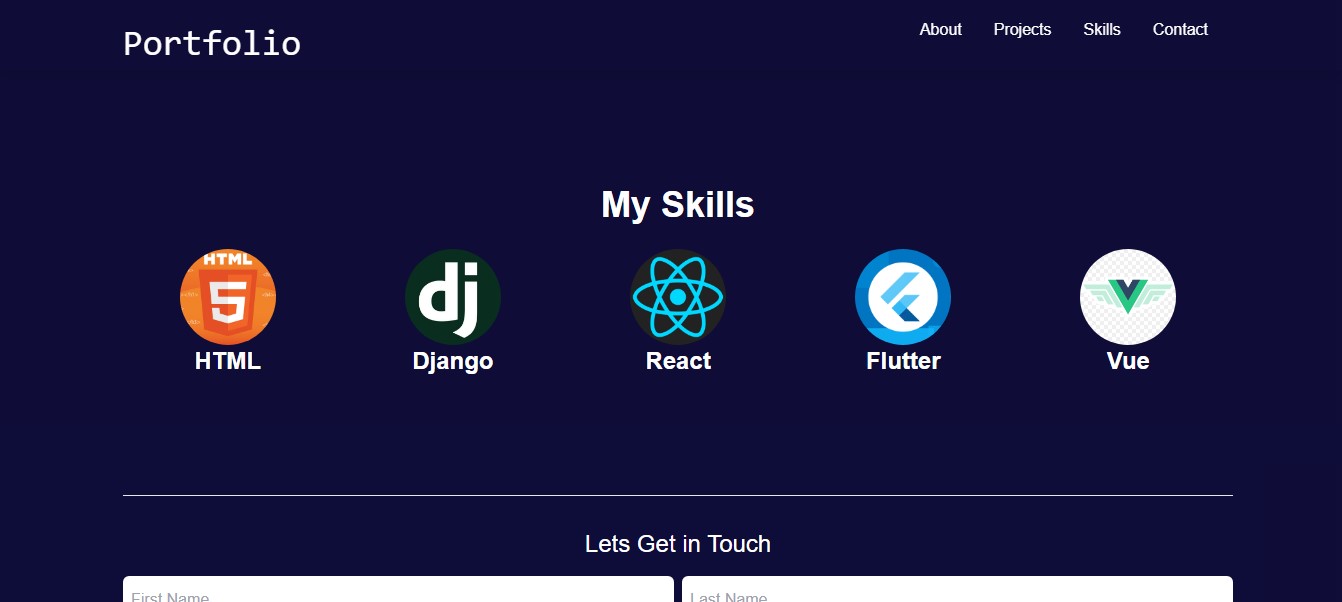 Portfolio
About Projects Skills Contact
My Skills
HTML
5
dj
HTML Django React Flutter Vue
Lets Get in Touch
First Name Last Name